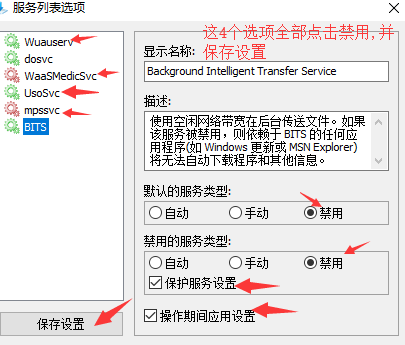 服务列表选项
这4个选项全部点击禁用,并
保存设置
Wuauserv
dosvc
WaaSMedicSvc
UsoSvc
mpssvc
BITS
显示名称:
Background Intelligent Transfer Service
描述:
使用空闲网络带宽在后台传送文件。如果
该服务被禁用，则依赖于 BITS 的任何应
用程序(如 Windows 更新或 MSN Explorer)
将无法自动下载程序和其他信息。
默认的服务类型:
自动 手动 禁用
禁用的服务类型:
自动 手动 禁用
保护服务设置
保存设置
操作期间应用设置